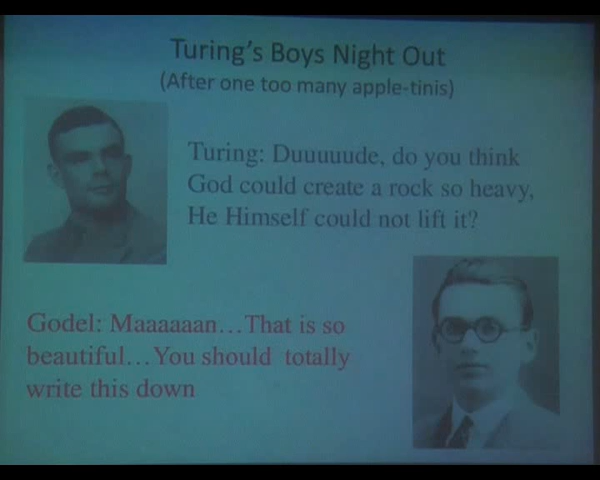 Turing's Boys Night Out
(After one too many apple-tinis)
Turing: Duuuuude, do you think
God could create a rock so heavy,
He Himself could not lift it?
Godel: Maaaaaan...That is so
beautiful...You should totally
write this down